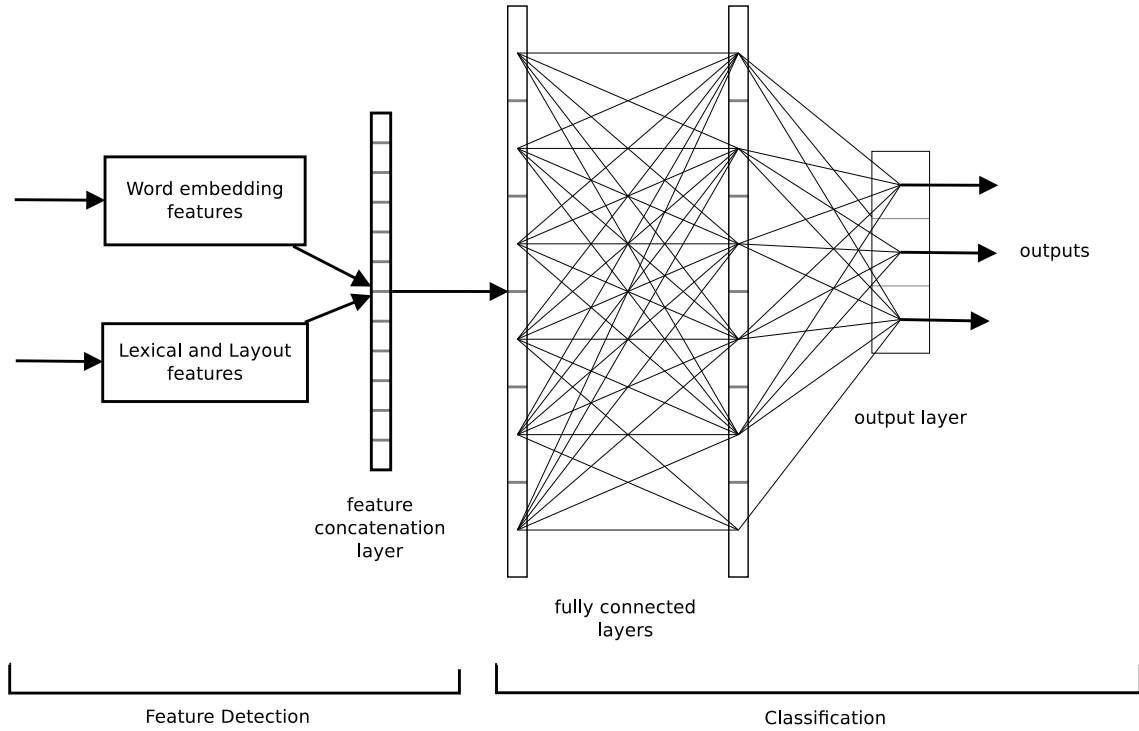 Word embedding
features
Lexical and Layout
features
feature
concatenation
layer
fully connected
layers
output layer
outputs
Feature Detection
Classification